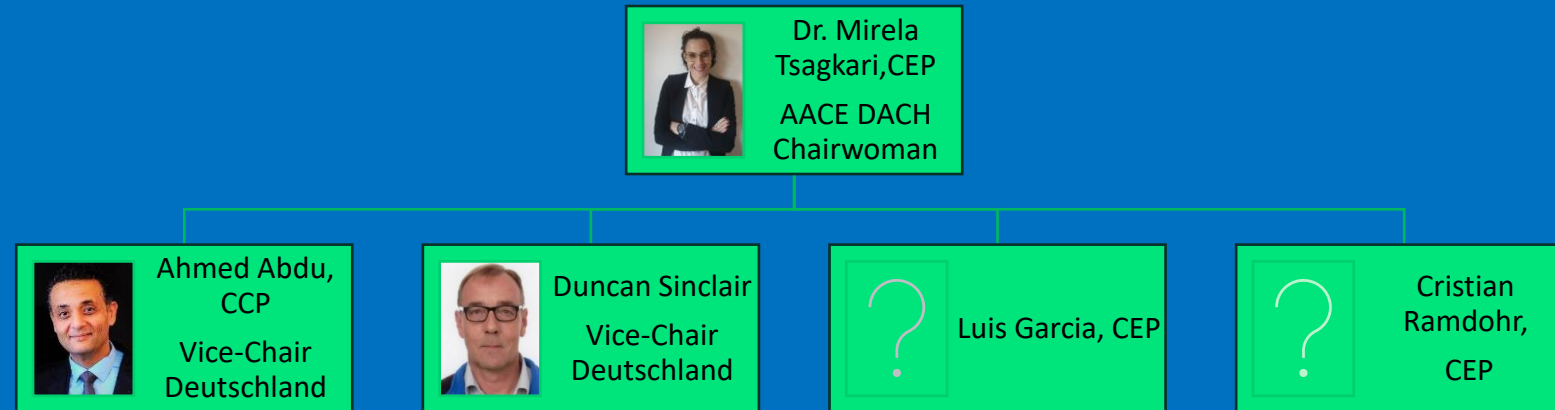 Dr. Mirela
Tsagkari,CEP
AACE DACH
Chairwoman
Ahmed Abdu,
CCP
Vice-Chair
Deutschland
Duncan Sinclair
Vice-Chair
Deutschland
Luis Garcia, CEP
Cristian
Ramdohr,
CEP